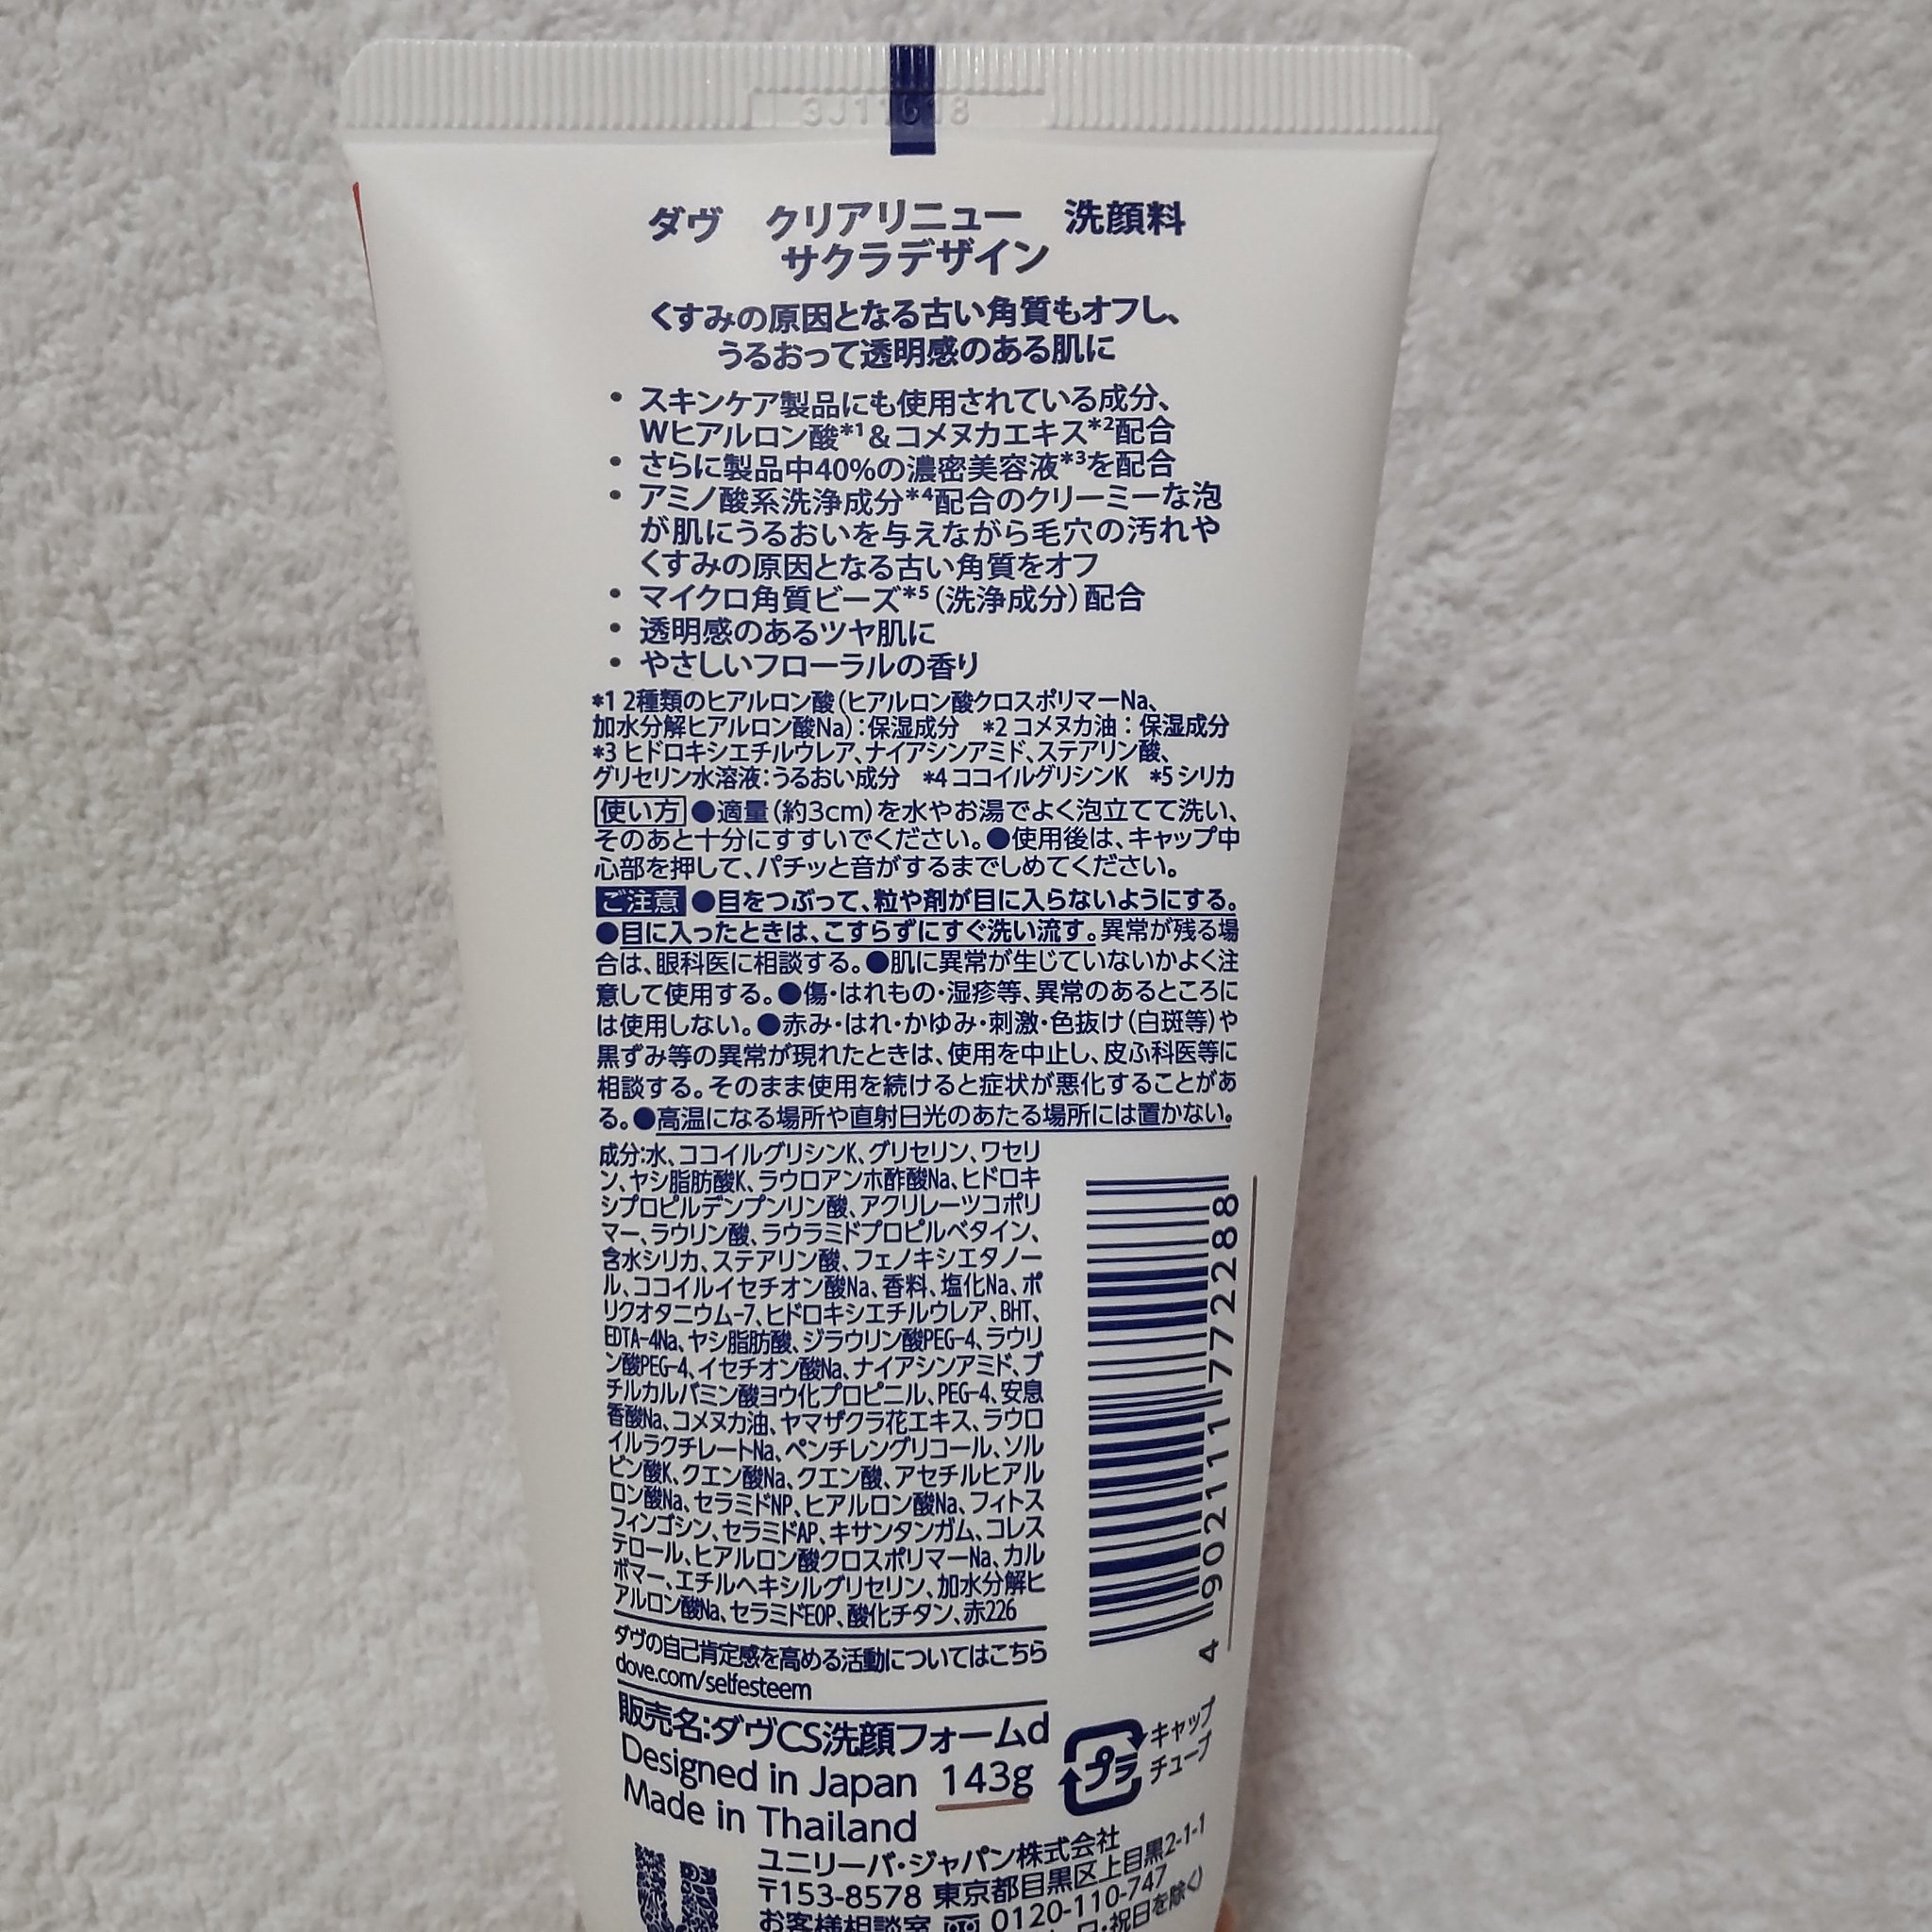 ダヴ　クリアリニュー　洗顔料
サクラデザイン
くすみの原因となる古い角質もオフし、
うるおって透明感のある肌に
• スキンケア製品にも使用されている成分、
Wヒアルロン酸*1＆コメヌカエキス*2配合
• さらに製品中40%の濃密美容液*3を配合
• アミノ酸系洗浄成分*4配合のクリーミーな泡
が肌にうるおいを与えながら毛穴の汚れや
くすみの原因となる古い角質をオフ
• マイクロ角質ビーズ*5(洗浄成分)配合
• 透明感のあるツヤ肌に
• やさしいフローラルの香り
*1 2種類のヒアルロン酸(ヒアルロン酸クロスポリマーNa、
加水分解ヒアルロン酸Na)：保湿成分　*2 コメヌカ油：保湿成分
*3 ヒドロキシエチルウレア、ナイアシンアミド、ステアリン酸、
グリセリン水溶液：うるおい成分　*4 ココイルグリシンK　*5 シリカ
使い方 ●適量(約3cm)を水やお湯でよく泡立てて洗い、
そのあと十分にすすいでください。●使用後は、キャップ中
心部を押して、パチッと音がするまでしめてください。
ご注意 ●目をつぶって、粒や剤が目に入らないようにする。
●目に入ったときは、こすらずにすぐ洗い流す。異常が残る場
合は、眼科医に相談する。●肌に異常が生じていないかよく注
意して使用する。●傷・はれもの・湿疹等、異常のあるところに
は使用しない。●赤み・はれ・かゆみ・刺激・色抜け(白斑等)や
黒ずみ等の異常が現れたときは、使用を中止し、皮ふ科医等に
相談する。そのまま使用を続けると症状が悪化することがあ
る。●高温になる場所や直射日光のあたる場所には置かない。
成分:水、ココイルグリシンK、グリセリン、ワセリ
ン、ヤシ脂肪酸K、ラウロアンホ酢酸Na、ヒドロキ
シプロピルデンプンリン酸、アクリレーツコポリ
マー、ラウリン酸、ラウラミドプロピルベタイン、
含水シリカ、ステアリン酸、フェノキシエタノー
ル、ココイルイセチオン酸Na、香料、塩化Na、ポ
リクオタニウム-7、ヒドロキシエチルウレア、BHT、
EDTA-4Na、ヤシ脂肪酸、ジラウリン酸PEG-4、ラウリ
ン酸PEG-4、イセチオン酸Na、ナイアシンアミド、ブ
チルカルバミン酸ヨウ化プロピニル、PEG-4、安息
香酸Na、コメヌカ油、ヤマザクラ花エキス、ラウロ
イルラクチレートNa、ペンチレングリコール、ソル
ビン酸K、クエン酸Na、クエン酸、アセチルヒアル
ロン酸Na、セラミドNP、ヒアルロン酸Na、フィトス
フィンゴシン、セラミドAP、キサンタンガム、コレス
テロール、ヒアルロン酸クロスポリマーNa、カル
ボマー、エチルヘキシルグリセリン、加水分解ヒ
アルロン酸Na、セラミドEOP、酸化チタン、赤226
4 902111 772288
ダヴの自己肯定感を高める活動についてはこちら
dove.com/selfesteem
販売名:ダヴCS洗顔フォームd
Designed in Japan 143g
Made in Thailand
プラ
キャップ
チューブ
ユニリーバ・ジャパン株式会社
〒153-8578 東京都目黒区上目黒2-1-1
お客様相談室 0120-110-747
日・祝日を除く)